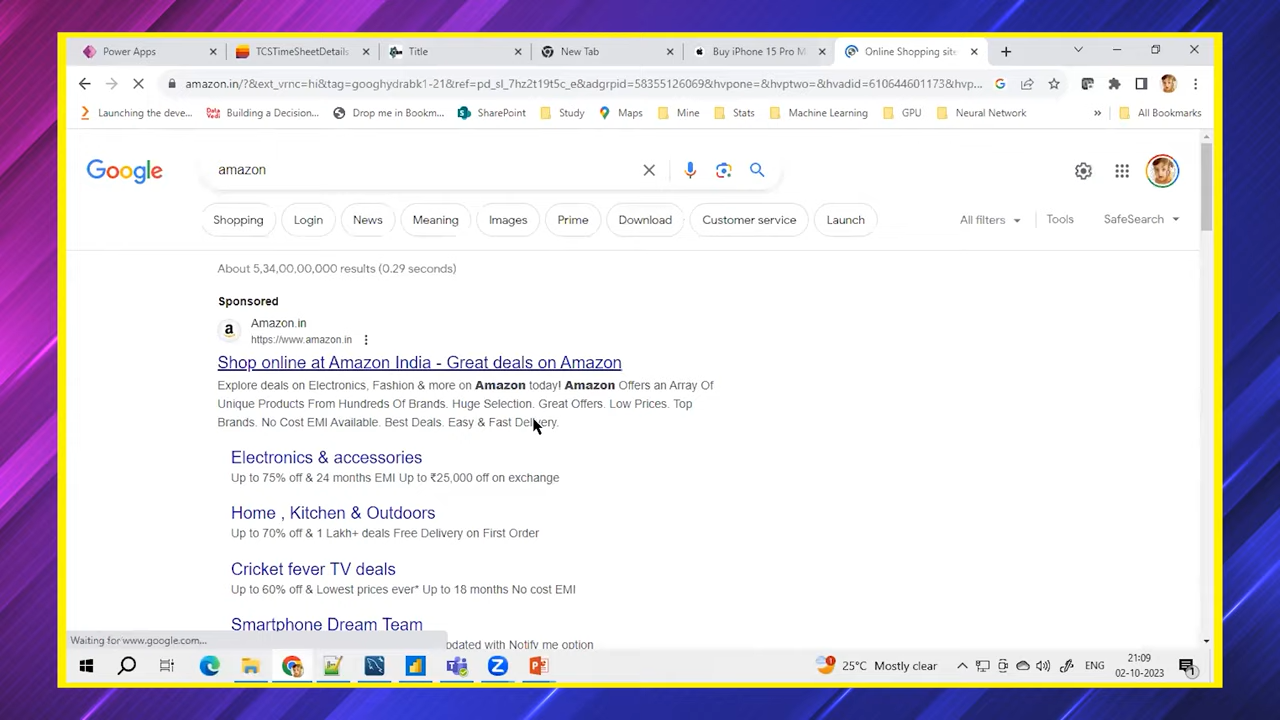 Power Apps
TCSTimeSheetDetails
Title
New Tab
Buy iPhone 15 Pro M
Online Shopping site
amazon.in/?&ext_vrnc=hi&tag=googhydrabk1-21&ref=pd_sl_7hz2t19t5c_e&adgrpid=58355126069&hvpone=&hvptwo=&hvadid=610644601173&hvp...
Launching the deve...
Building a Decision...
Drop me in Bookm...
SharePoint
Study
Maps
Mine
Stats
Machine Learning
GPU
Neural Network
»
All Bookmarks
Google
amazon
Shopping
Login
News
Meaning
Images
Prime
Download
Customer service
Launch
All filters
Tools
SafeSearch
About 5,34,00,00,000 results (0.29 seconds)
Sponsored
a
Amazon.in
https://www.amazon.in
Shop online at Amazon India - Great deals on Amazon
Explore deals on Electronics, Fashion & more on Amazon today! Amazon Offers an Array Of
Unique Products From Hundreds Of Brands. Huge Selection. Great Offers. Low Prices. Top
Brands. No Cost EMI Available. Best Deals. Easy & Fast Delivery.
Electronics & accessories
Up to 75% off & 24 months EMI Up to ₹25,000 off on exchange
Home , Kitchen & Outdoors
Up to 70% off & 1 Lakh+ deals Free Delivery on First Order
Cricket fever TV deals
Up to 60% off & Lowest prices ever* Up to 18 months No cost EMI
Smartphone Dream Team
pdated with Notify me option
Waiting for www.google.com...
25°C Mostly clear
ENG
21:09
02-10-2023